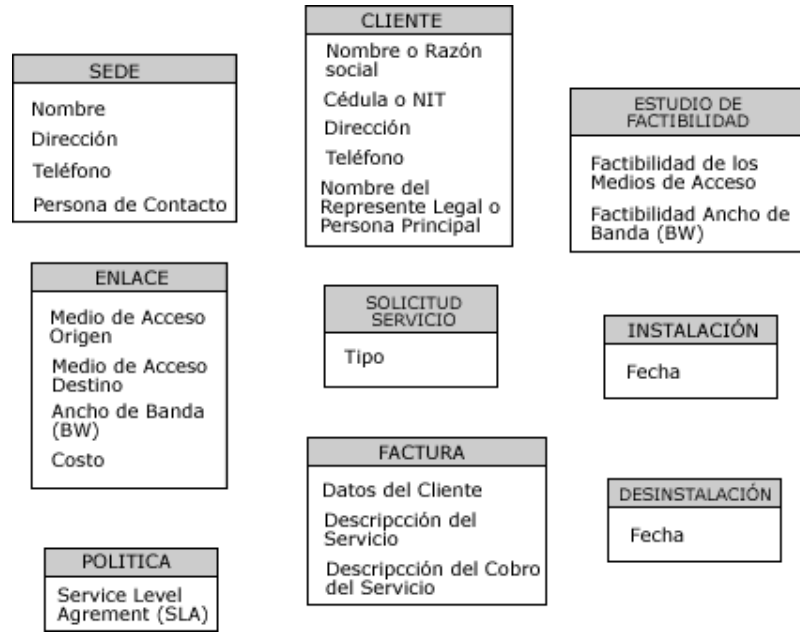 CLIENTE
Nombre o Razón
social
Cédula o NIT
Dirección
Teléfono
Nombre del
Represente Legal o
Persona Principal
SEDE
Nombre
Dirección
Teléfono
Persona de Contacto
ESTUDIO DE
FACTIBILIDAD
Factibilidad de los
Medios de Acceso
Factibilidad Ancho de
Banda (BW)
ENLACE
Medio de Acceso
Origen
Medio de Acceso
Destino
Ancho de Banda
(BW)
Costo
SOLICITUD
SERVICIO
Tipo
INSTALACIÓN
Fecha
FACTURA
Datos del Cliente
Descripcción del
Servicio
Descripcción del Cobro
del Servicio
DESINSTALACIÓN
Fecha
POLITICA
Service Level
Agrement (SLA)